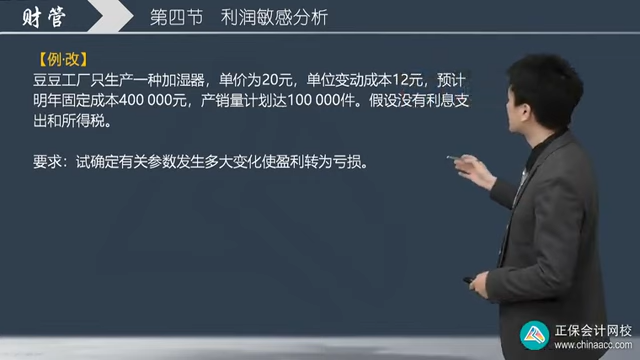 财管
第四节 利润敏感分析
【例·改】
豆豆工厂只生产一种加湿器，单价为20元，单位变动成本12元，预计
明年固定成本400 000元，产销量计划达100 000件。假设没有利息支
出和所得税。
要求：试确定有关参数发生多大变化使盈利转为亏损。
正保会计网校
www.chinaacc.com